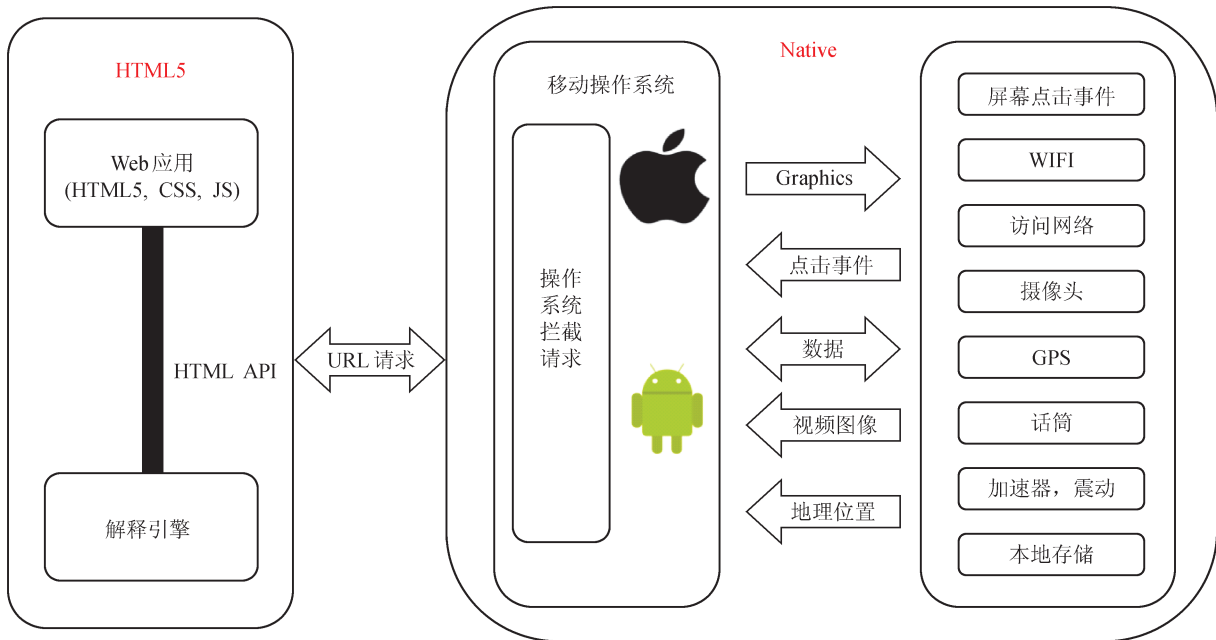 HTML5
Web应用
(HTML5, CSS, JS)
HTML API
解释引擎
URL请求
Native
移动操作系统
操作
系统
拦截
请求
Graphics
点击事件
数据
视频图像
地理位置
屏幕点击事件
WIFI
访问网络
摄像头
GPS
话筒
加速器，震动
本地存储